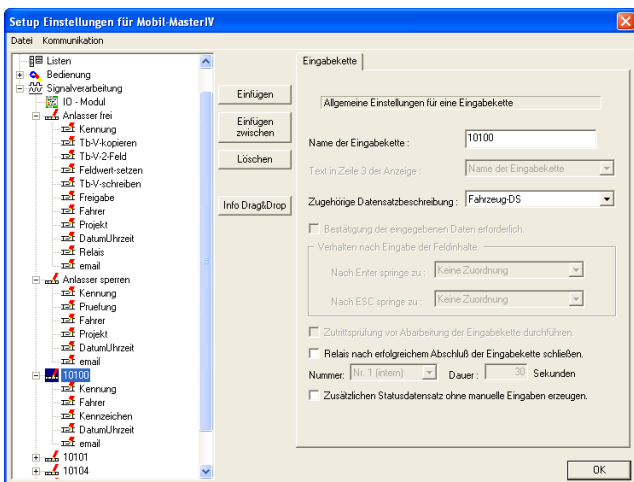 Setup Einstellungen für Mobil-MasterIV
Datei Kommunikation
Listen
Bedienung
Signalverarbeitung
IO - Modul
Anlasser frei
Kennung
Tb-V-kopieren
Tb-V-2-Feld
Feldwert-setzen
Tb-V-schreiben
Freigabe
Fahrer
Projekt
DatumUhrzeit
Relais
email
Anlasser sperren
Kennung
Pruefung
Fahrer
Projekt
DatumUhrzeit
email
10100
Kennung
Fahrer
Kennzeichen
DatumUhrzeit
email
10101
10104
Einfügen
Einfügen
zwischen
Löschen
Info Drag&Drop
Eingabekette
Allgemeine Einstellungen für eine Eingabekette
Name der Eingabekette : 10100
Text in Zeile 3 der Anzeige : Name der Eingabekette
Zugehörige Datensatzbeschreibung : Fahrzeug-DS
Bestätigung der eingegebenen Daten erforderlich.
Verhalten nach Eingabe der Feldinhalte.
Nach Enter springe zu : Keine Zuordnung
Nach ESC springe zu : Keine Zuordnung
Zutrittsprüfung vor Abarbeitung der Eingabekette durchführen.
Relais nach erfolgreichem Abschluß der Eingabekette schließen.
Nummer: Nr. 1 (intern) Dauer : 30 Sekunden
Zusätzlichen Statusdatensatz ohne manuelle Eingaben erzeugen.
OK